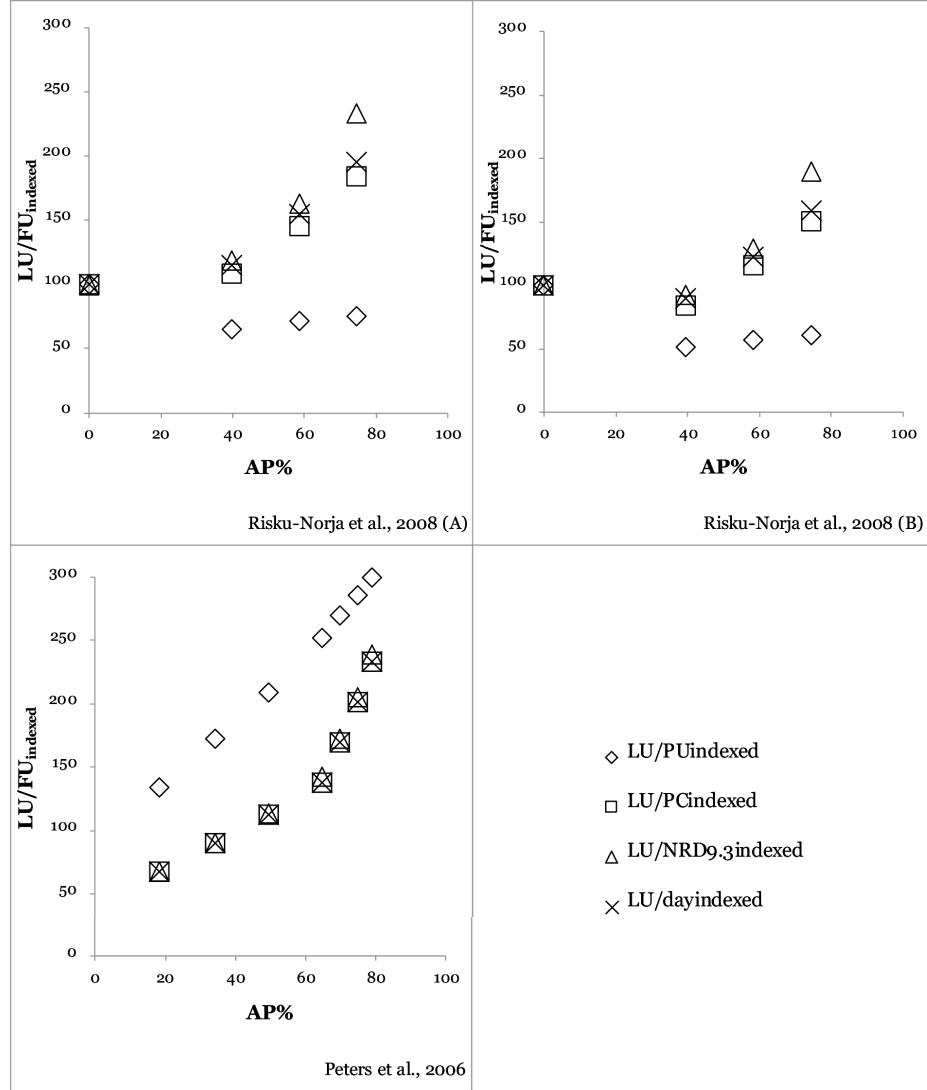 300
250
200
150
100
50
0
LU/FUindexed
0 20 40 60 80 100
AP%
Risku-Norja et al., 2008 (A)
300
250
200
150
100
50
0
LU/FUindexed
0 20 40 60 80 100
AP%
Risku-Norja et al., 2008 (B)
300
250
200
150
100
50
0
LU/FUindexed
0 20 40 60 80 100
AP%
Peters et al., 2006
LU/PUindexed
LU/PCindexed
LU/NRD9.3indexed
LU/dayindexed